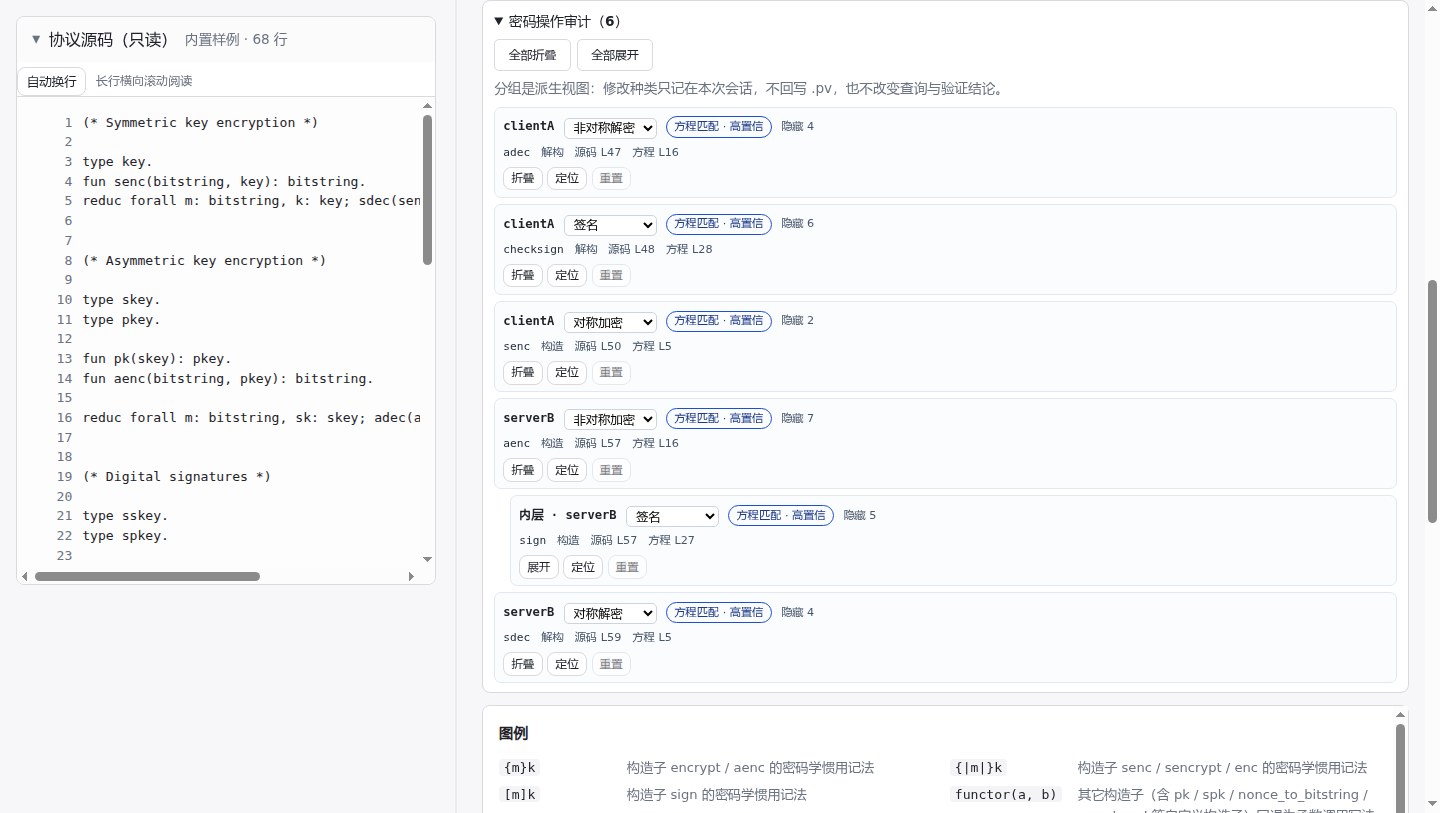 ▼ 协议源码（只读） 内置样例 · 68 行
自动换行 长行横向滚动阅读
1 (* Symmetric key encryption *)
2
3 type key.
4 fun senc(bitstring, key): bitstring.
5 reduc forall m: bitstring, k: key; sdec(sen
6
7
8 (* Asymmetric key encryption *)
9
10 type skey.
11 type pkey.
12
13 fun pk(skey): pkey.
14 fun aenc(bitstring, pkey): bitstring.
15
16 reduc forall m: bitstring, sk: skey; adec(a
17
18
19 (* Digital signatures *)
20
21 type sskey.
22 type spkey.
23
▼ 密码操作审计（6）
全部折叠 全部展开
分组是派生视图：修改种类只记在本次会话，不回写 .pv，也不改变查询与验证结论。
clientA 非对称解密 方程匹配 · 高置信 隐藏 4
adec 解构 源码 L47 方程 L16
折叠 定位 重置
clientA 签名 方程匹配 · 高置信 隐藏 6
checksign 解构 源码 L48 方程 L28
折叠 定位 重置
clientA 对称加密 方程匹配 · 高置信 隐藏 2
senc 构造 源码 L50 方程 L5
折叠 定位 重置
serverB 非对称加密 方程匹配 · 高置信 隐藏 7
aenc 构造 源码 L57 方程 L16
折叠 定位 重置
内层 · serverB 签名 方程匹配 · 高置信 隐藏 5
sign 构造 源码 L57 方程 L27
展开 定位 重置
serverB 对称解密 方程匹配 · 高置信 隐藏 4
sdec 解构 源码 L59 方程 L5
折叠 定位 重置
图例
{m}k 构造子 encrypt / aenc 的密码学惯用记法 {|m|}k 构造子 senc / sencrypt / enc 的密码学惯用记法
[m]k 构造子 sign 的密码学惯用记法 functor(a, b) 其它构造子（含 pk / spk / nonce_to_bitstring /